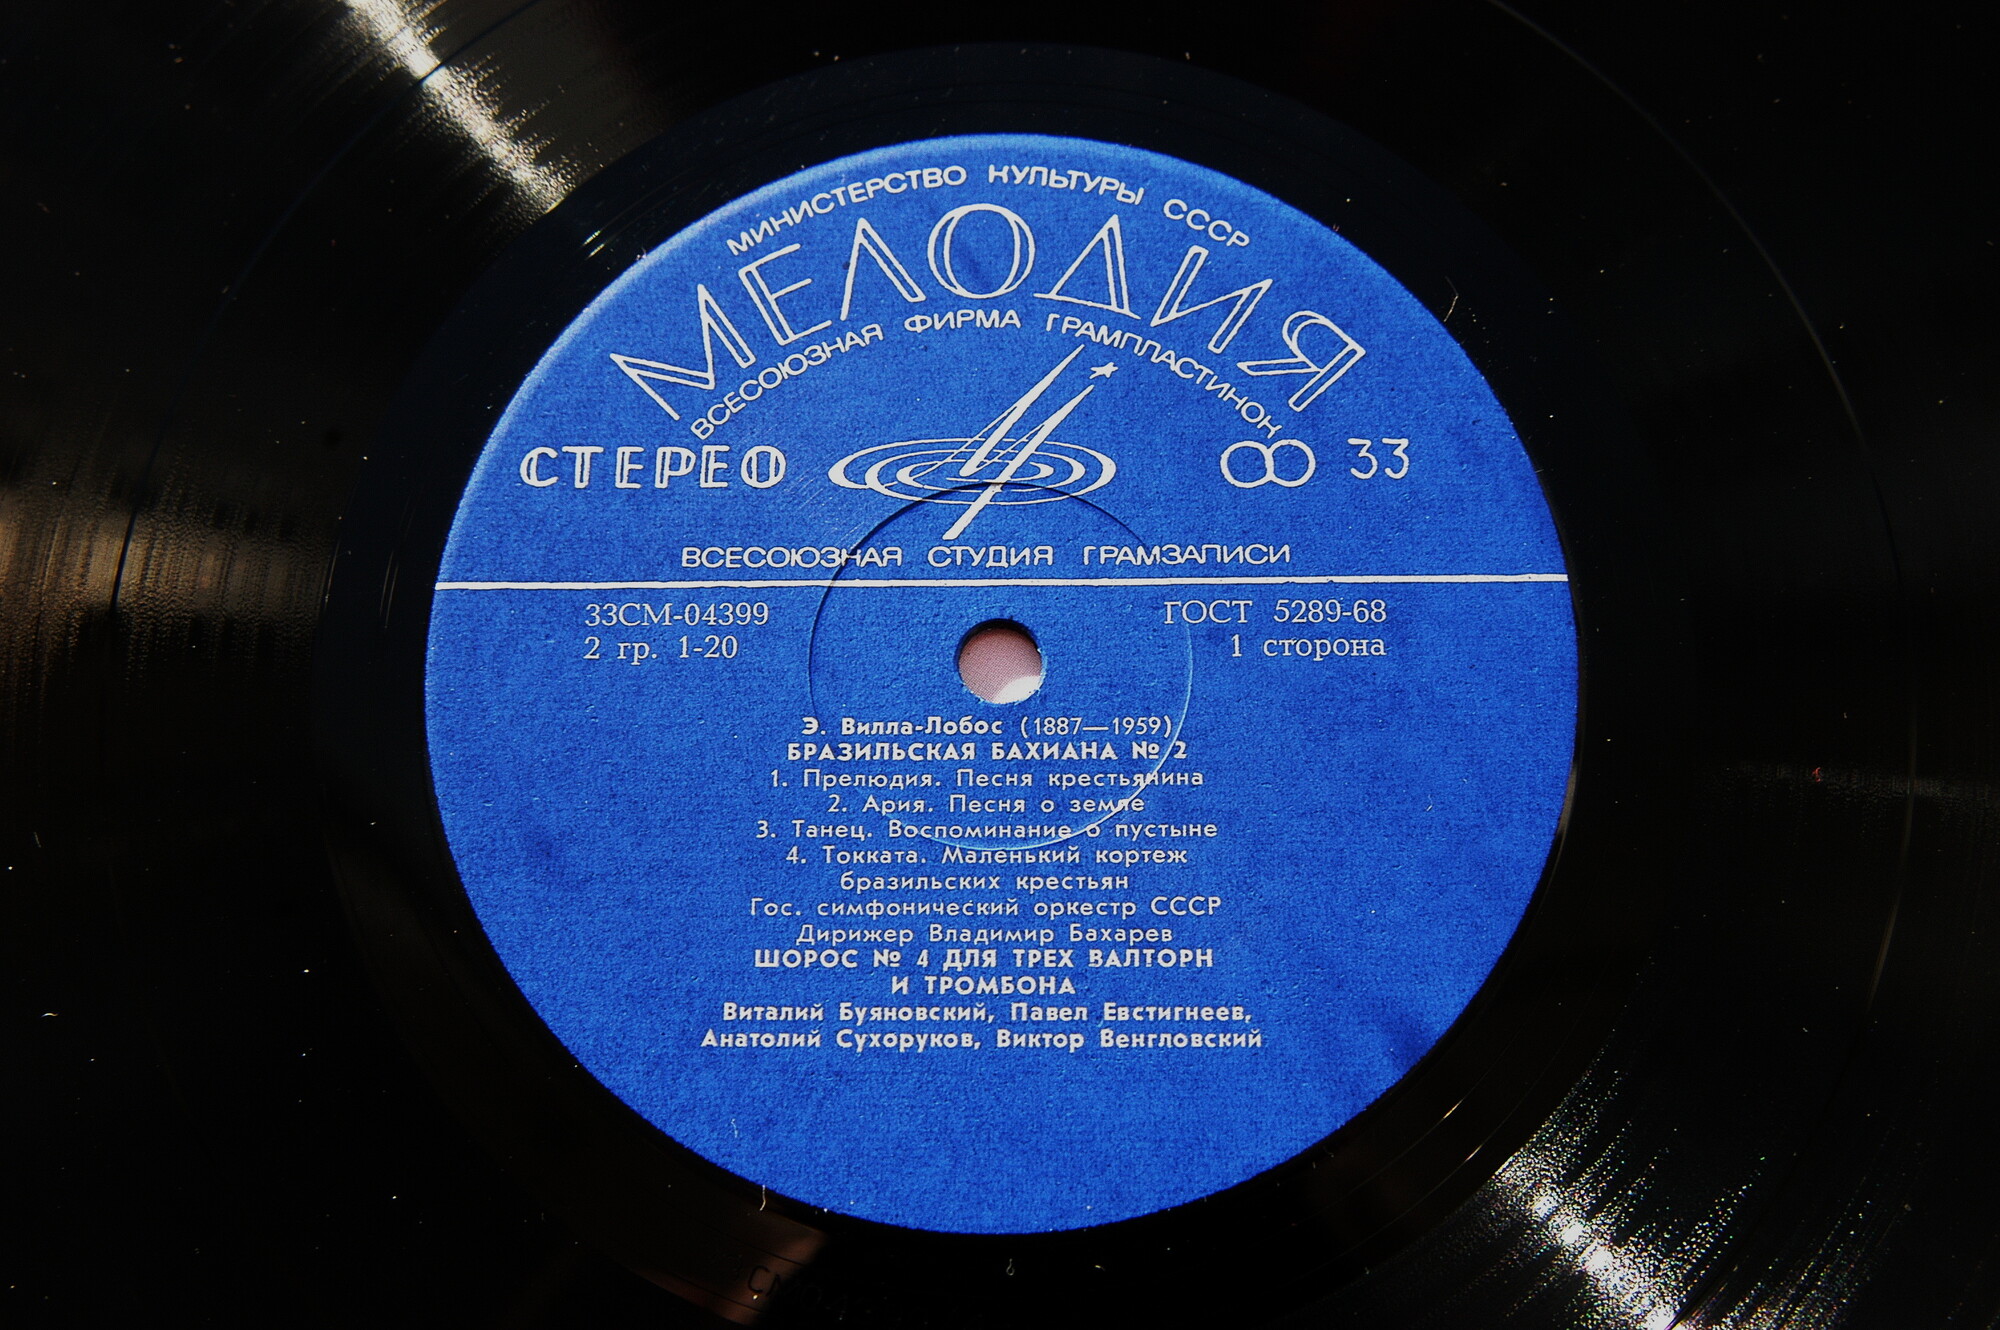 МИНИСТЕРСТВО КУЛЬТУРЫ СССР
МЕЛОДИЯ
ВСЕСОЮЗНАЯ ФИРМА ГРАМПЛАСТИНОК
СТЕРЕО 33
ВСЕСОЮЗНАЯ СТУДИЯ ГРАМЗАПИСИ
33СМ-04399 ГОСТ 5289-68
2 гр. 1-20 1 сторона
Э. Вилла-Лобос (1887—1959)
БРАЗИЛЬСКАЯ БАХИАНА № 2
1. Прелюдия. Песня крестьянина
2. Ария. Песня о земле
3. Танец. Воспоминание о пустыне
4. Токката. Маленький кортеж
бразильских крестьян
Гос. симфонический оркестр СССР
Дирижер Владимир Бахарев
ШОРОС № 4 ДЛЯ ТРЕХ ВАЛТОРН
И ТРОМБОНА
Виталий Буяновский, Павел Евстигнеев,
Анатолий Сухоруков, Виктор Венгловский